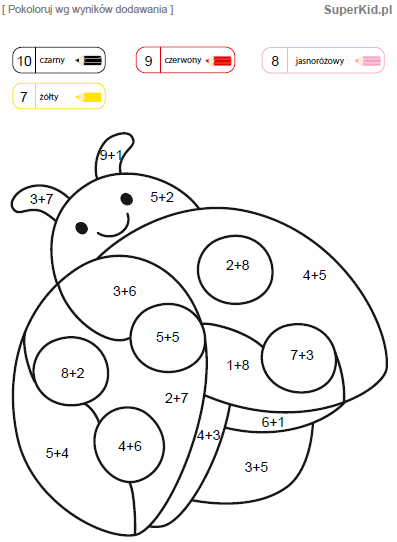 [ Pokoloruj wg wyników dodawania ]
SuperKid.pl
10 czarny
9 czerwony
8 jasnoróżowy
7 żółty
9+1
3+7
5+2
2+8
4+5
3+6
5+5
7+3
1+8
8+2
2+7
6+1
4+3
4+6
5+4
3+5